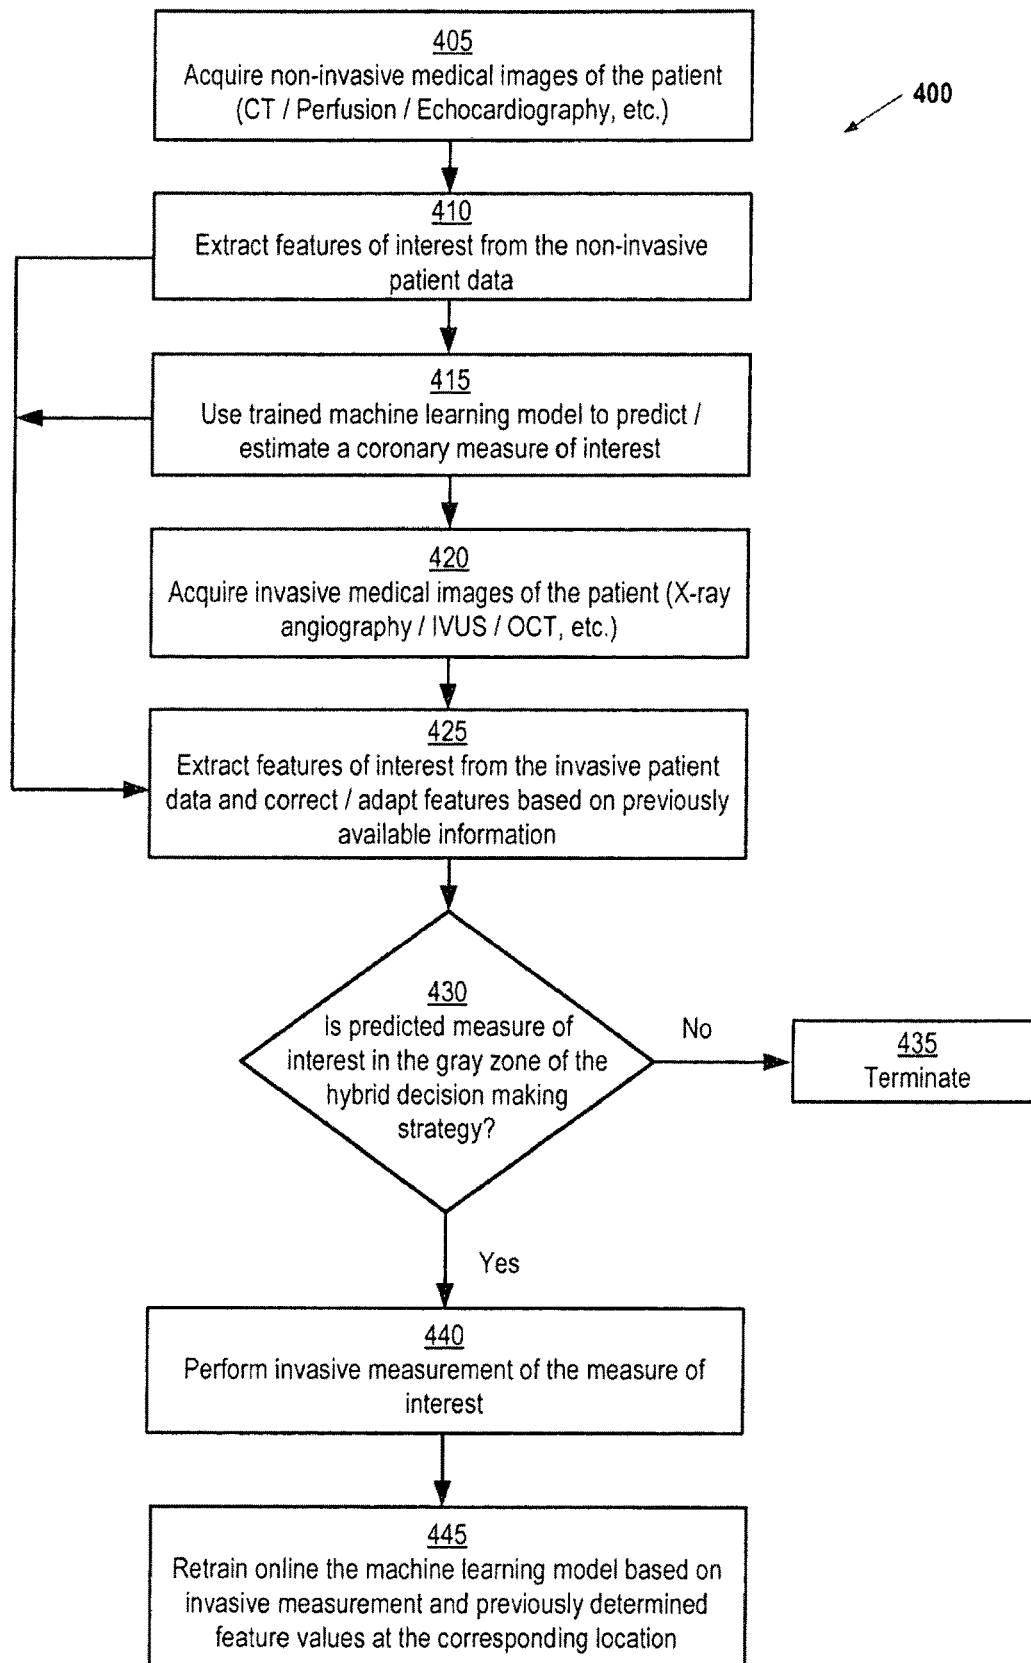 405
Acquire non-invasive medical images of the patient
(CT / Perfusion / Echocardiography, etc.)
400
410
Extract features of interest from the non-invasive
patient data
415
Use trained machine learning model to predict /
estimate a coronary measure of interest
420
Acquire invasive medical images of the patient (X-ray
angiography / IVUS / OCT, etc.)
425
Extract features of interest from the invasive patient
data and correct / adapt features based on previously
available information
430
Is predicted measure of
interest in the gray zone of the
hybrid decision making
strategy?
No
435
Terminate
Yes
440
Perform invasive measurement of the measure of
interest
445
Retrain online the machine learning model based on
invasive measurement and previously determined
feature values at the corresponding location